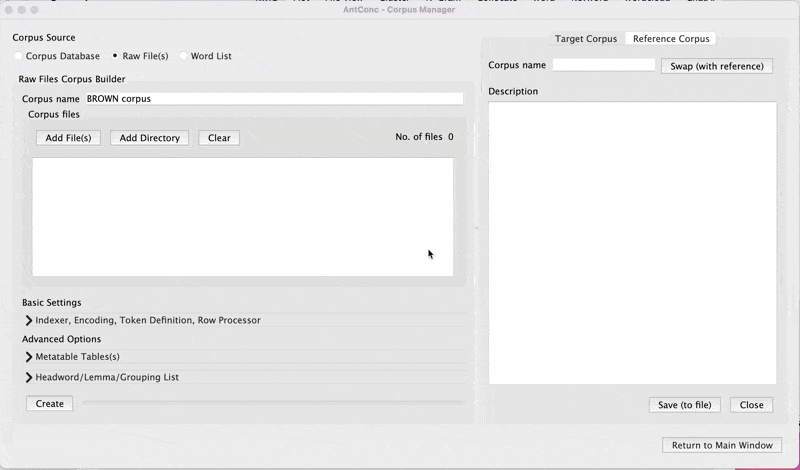 AntConc - Corpus Manager
Corpus Source
Corpus Database Raw File(s) Word List
Raw Files Corpus Builder
Corpus name BROWN corpus
Corpus files
Add File(s) Add Directory Clear No. of files 0
Basic Settings
Indexer, Encoding, Token Definition, Row Processor
Advanced Options
Metatable Tables(s)
Headword/Lemma/Grouping List
Create
Target Corpus Reference Corpus
Corpus name Swap (with reference)
Description
Save (to file) Close
Return to Main Window